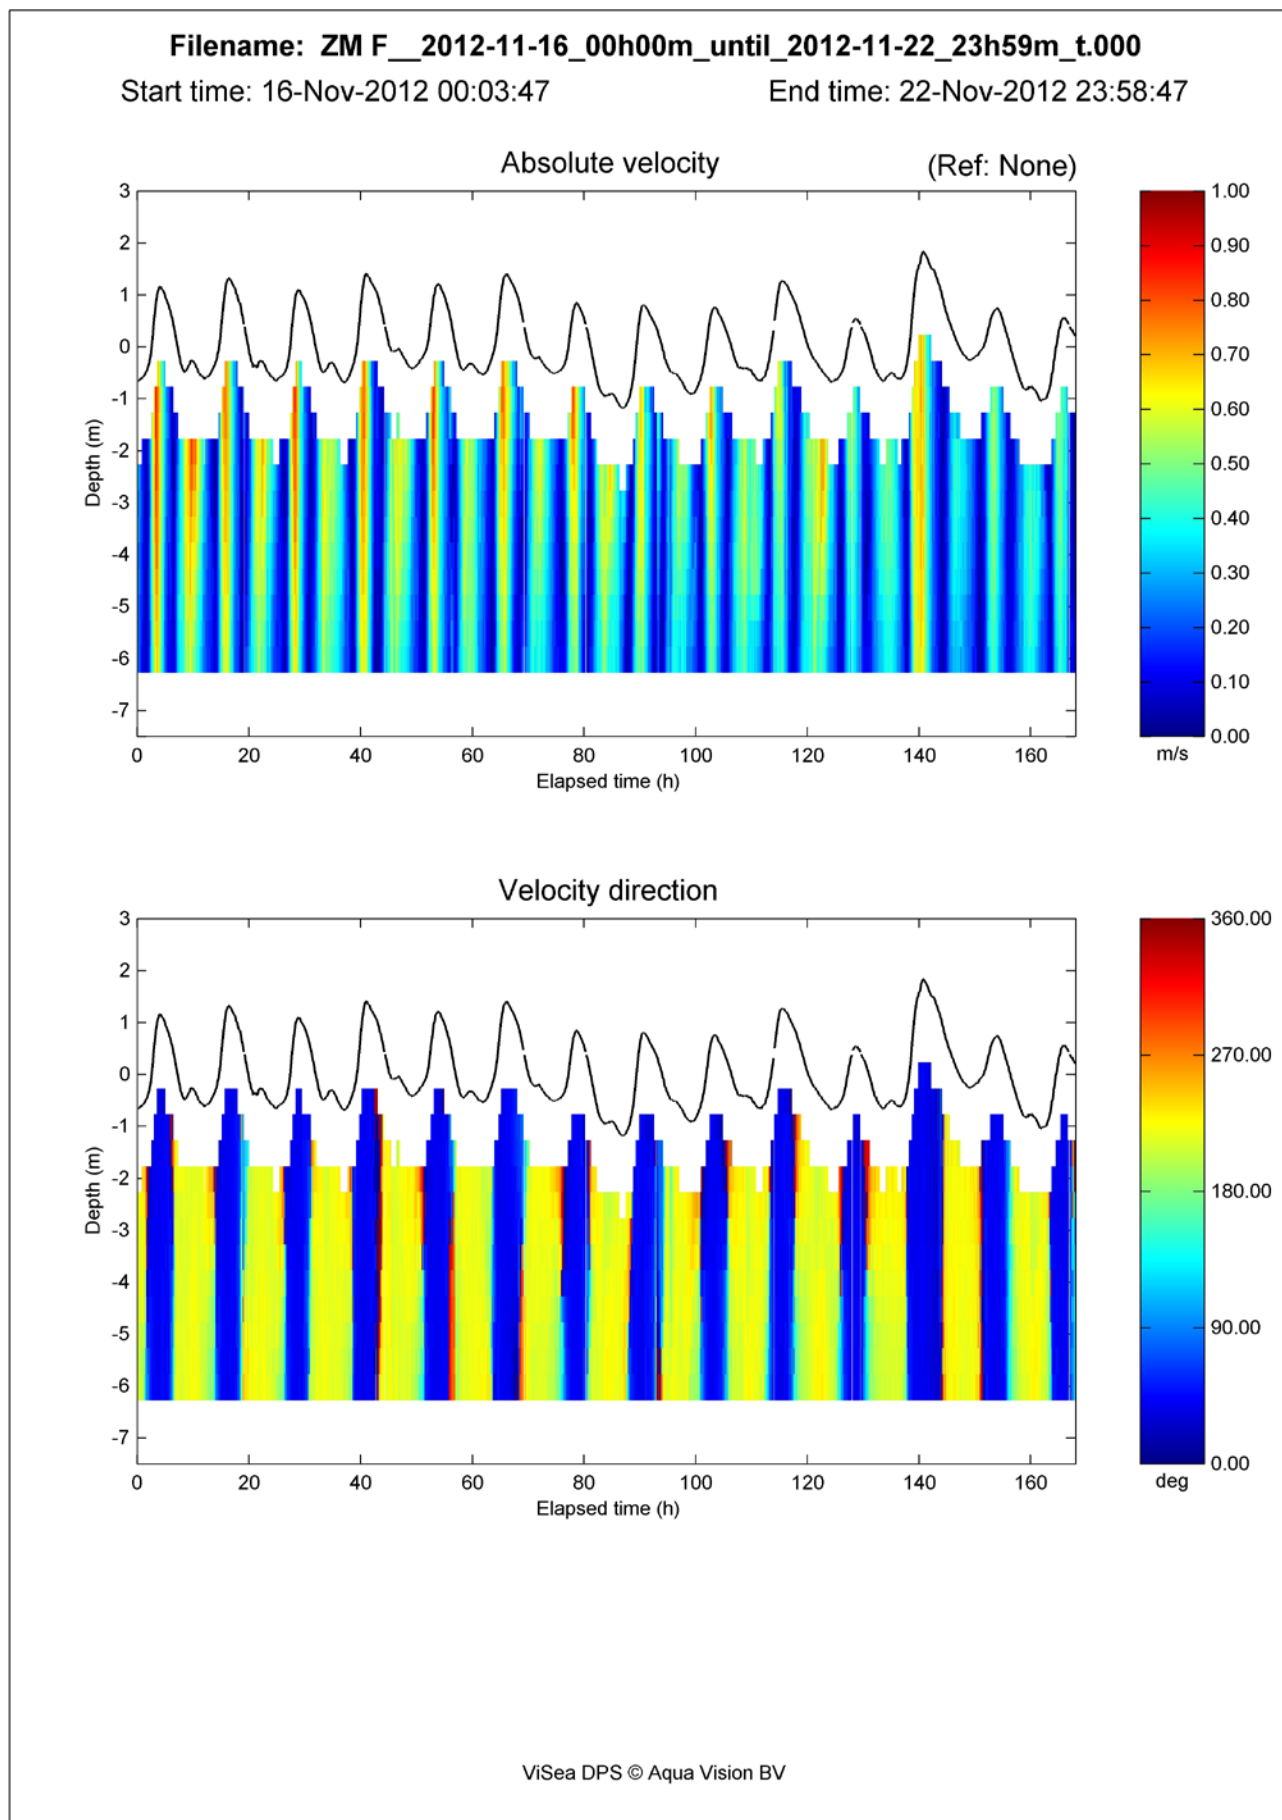 Filename: ZM F__2012-11-16_00h00m_until_2012-11-22_23h59m_t.000
Start time: 16-Nov-2012 00:03:47 End time: 22-Nov-2012 23:58:47
Absolute velocity (Ref: None)
3
2
1
0
-1
-2
-3
-4
-5
-6
-7
Depth (m)
0 20 40 60 80 100 120 140 160
Elapsed time (h)
1.00
0.90
0.80
0.70
0.60
0.50
0.40
0.30
0.20
0.10
0.00
m/s
Velocity direction
3
2
1
0
-1
-2
-3
-4
-5
-6
-7
Depth (m)
0 20 40 60 80 100 120 140 160
Elapsed time (h)
360.00
270.00
180.00
90.00
0.00
deg
ViSea DPS © Aqua Vision BV